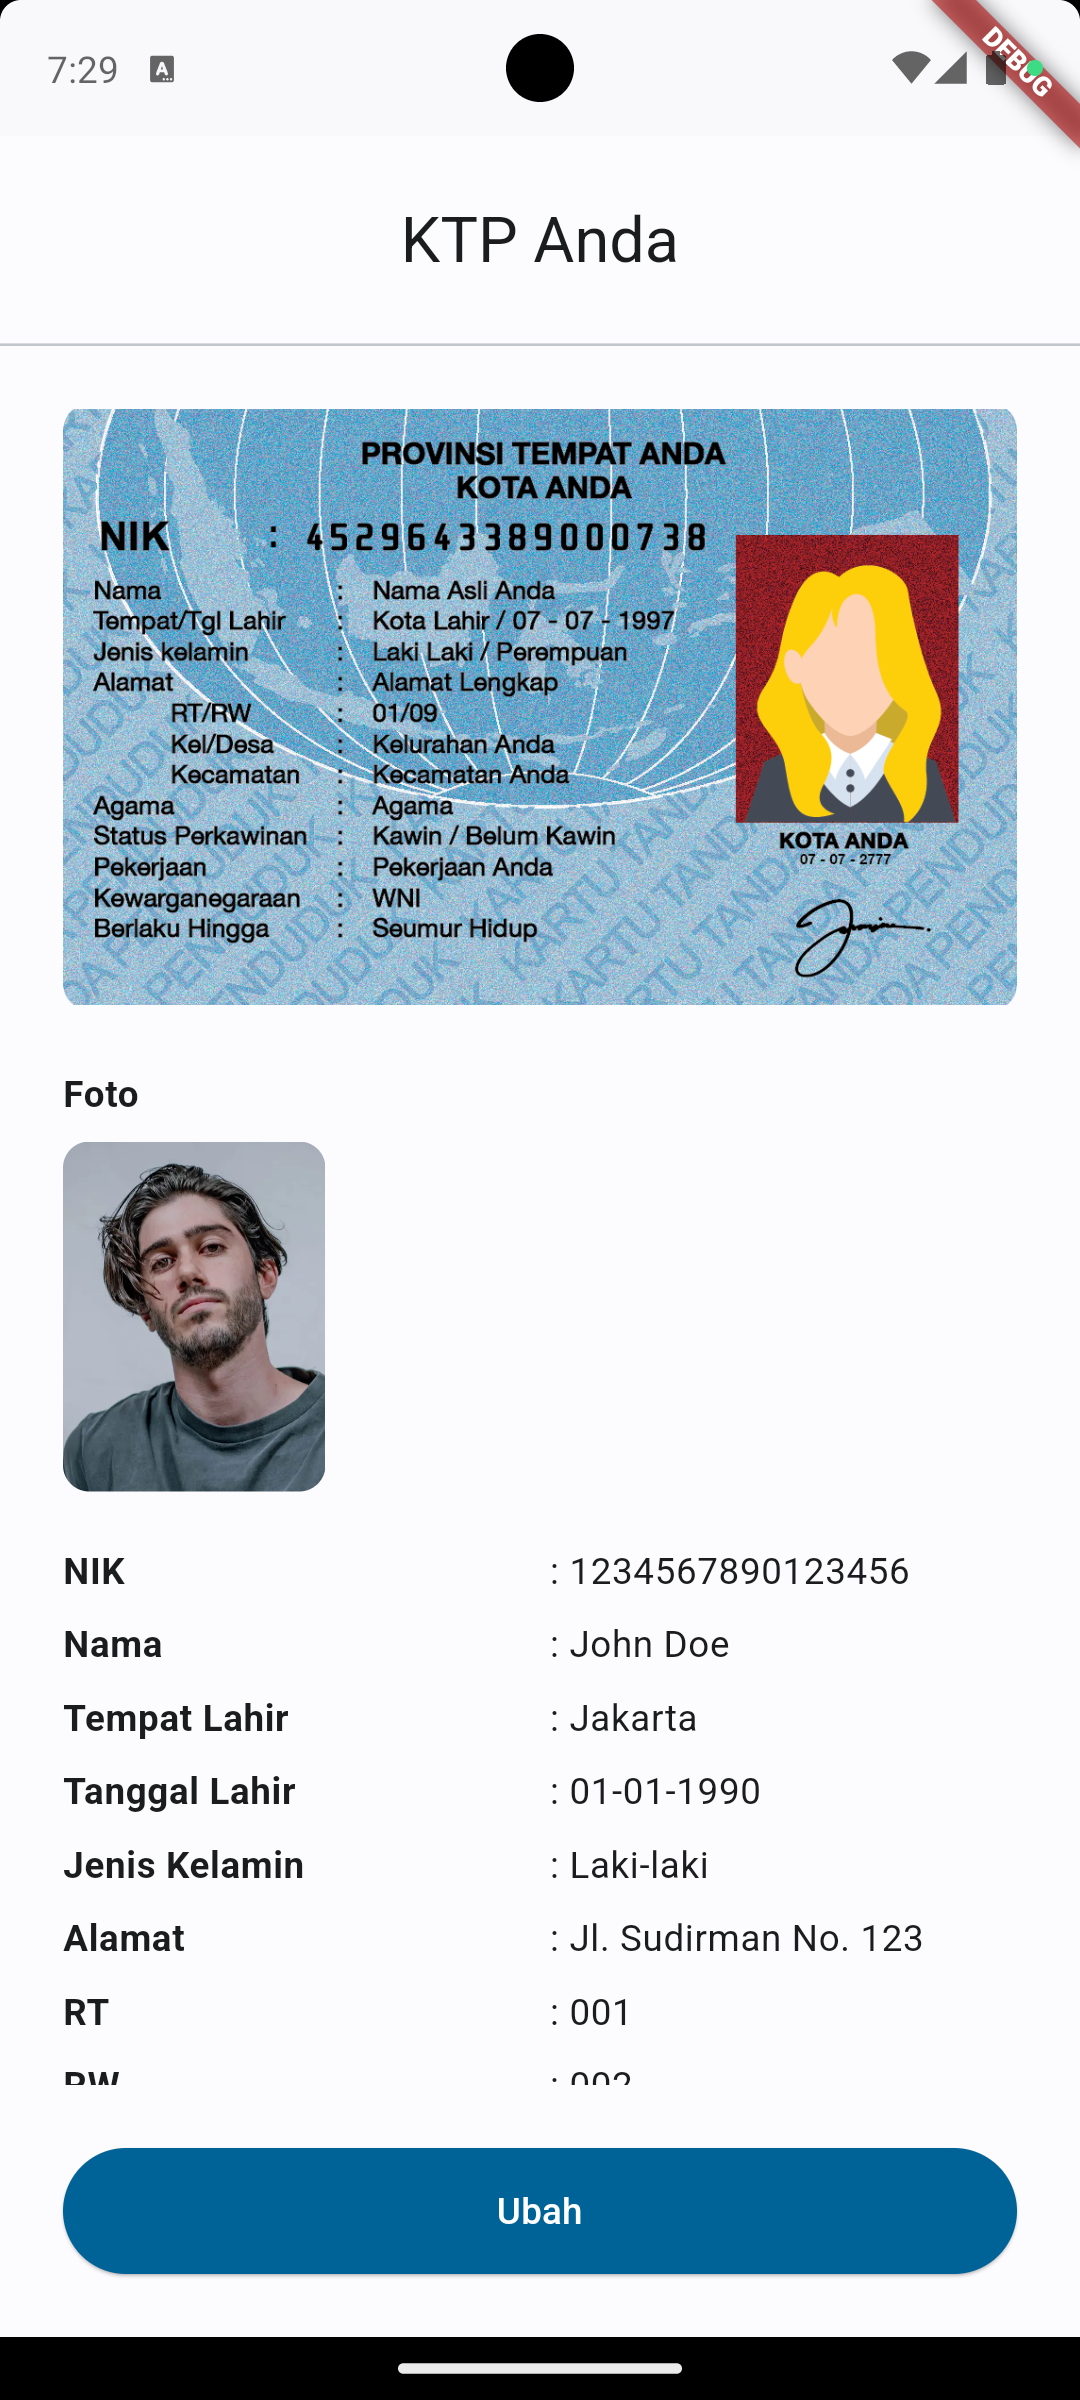 7:29
DEBUG
KTP Anda
PROVINSI TEMPAT ANDA
KOTA ANDA
NIK : 4529643389000738
Nama : Nama Asli Anda
Tempat/Tgl Lahir : Kota Lahir / 07 - 07 - 1997
Jenis kelamin : Laki Laki / Perempuan
Alamat : Alamat Lengkap
RT/RW : 01/09
Kel/Desa : Kelurahan Anda
Kecamatan : Kecamatan Anda
Agama : Agama
Status Perkawinan : Kawin / Belum Kawin
Pekerjaan : Pekerjaan Anda
Kewarganegaraan : WNI
Berlaku Hingga : Seumur Hidup
KOTA ANDA
07 - 07 - 2777
Foto
NIK : 1234567890123456
Nama : John Doe
Tempat Lahir : Jakarta
Tanggal Lahir : 01-01-1990
Jenis Kelamin : Laki-laki
Alamat : Jl. Sudirman No. 123
RT : 001
RW : 002
Ubah